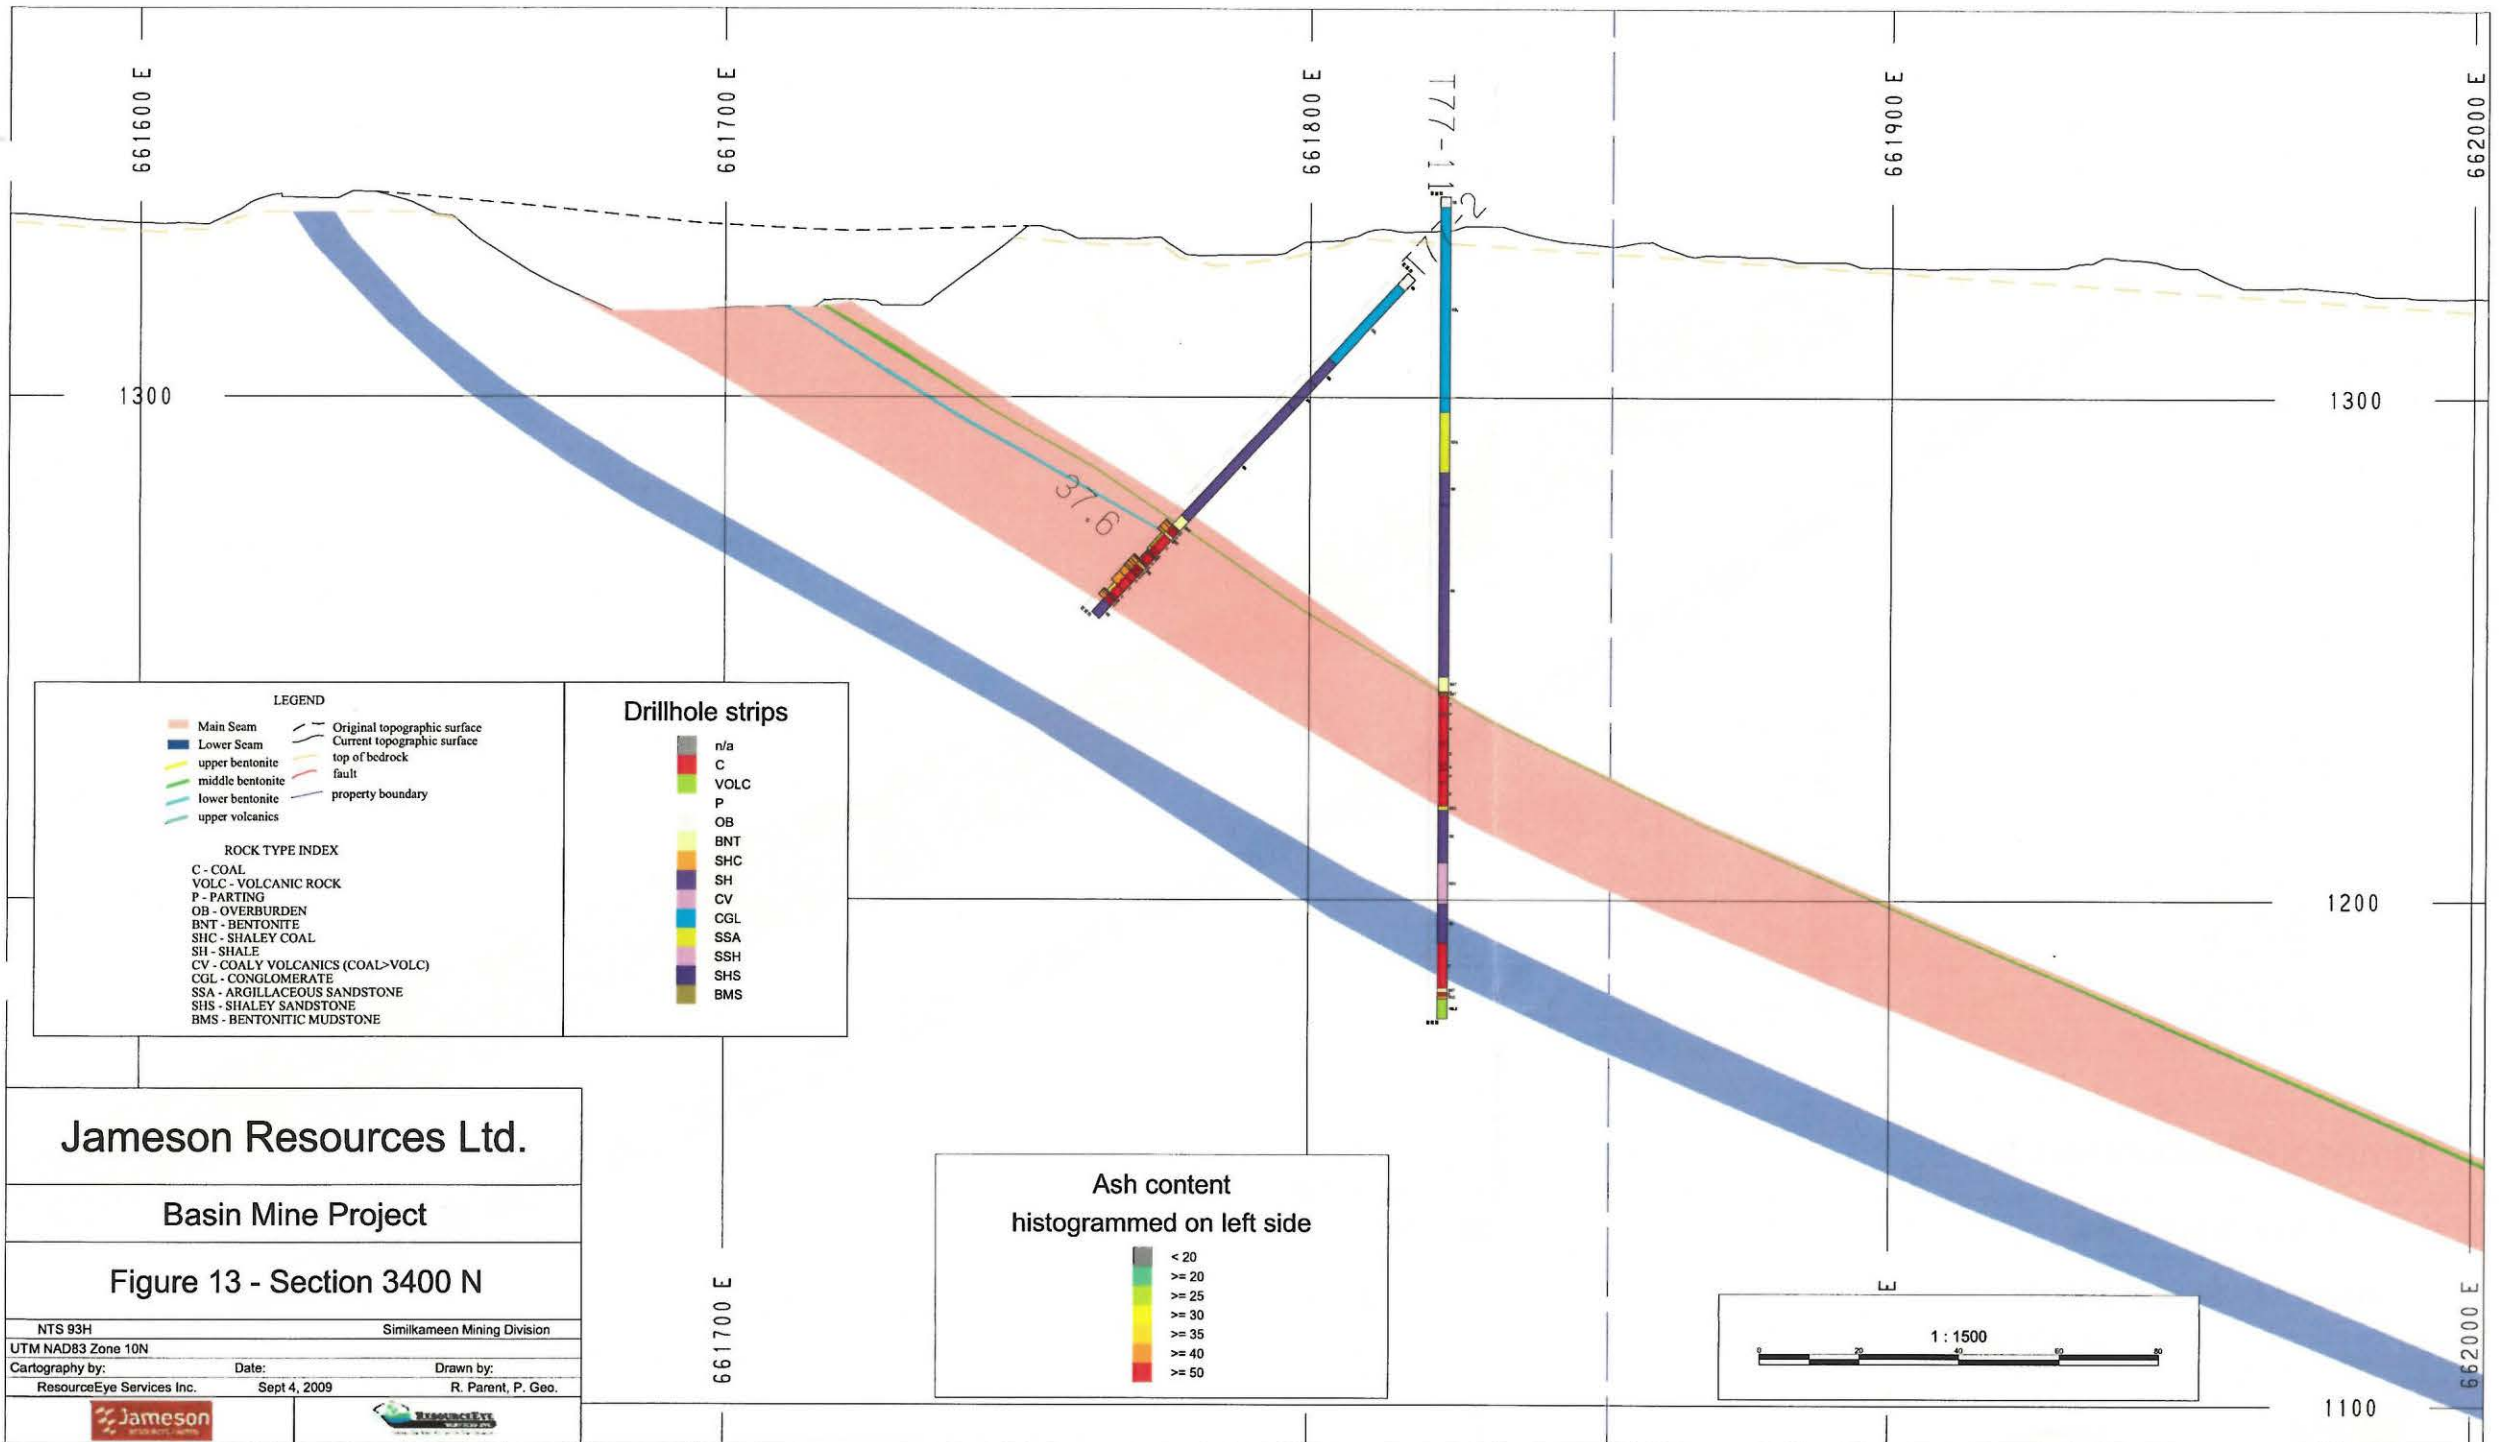 661600 E
661700 E
661800 E
T77-11
661900 E
662000 E
T7-2
1300
1300
37.6
LEGEND
Main Seam
Lower Seam
upper bentonite
middle bentonite
lower bentonite
upper volcanics
Original topographic surface
Current topographic surface
top of bedrock
fault
property boundary
ROCK TYPE INDEX
C - COAL
VOLC - VOLCANIC ROCK
P - PARTING
OB - OVERBURDEN
BNT - BENTONITE
SHC - SHALEY COAL
SH - SHALE
CV - COALY VOLCANICS (COAL>VOLC)
CGL - CONGLOMERATE
SSA - ARGILLACEOUS SANDSTONE
SHS - SHALEY SANDSTONE
BMS - BENTONITIC MUDSTONE
Drillhole strips
n/a
C
VOLC
P
OB
BNT
SHC
SH
CV
CGL
SSA
SSH
SHS
BMS
1200
Jameson Resources Ltd.
Basin Mine Project
Figure 13 - Section 3400 N
NTS 93H Similkameen Mining Division
UTM NAD83 Zone 10N
Cartography by: Date: Drawn by:
ResourceEye Services Inc. Sept 4, 2009 R. Parent, P. Geo.
Jameson
RESOURCEEYE
661700 E
Ash content
histogrammed on left side
< 20
>= 20
>= 25
>= 30
>= 35
>= 40
>= 50
E
1 : 1500
0 20 40 60 80
662000 E
1100